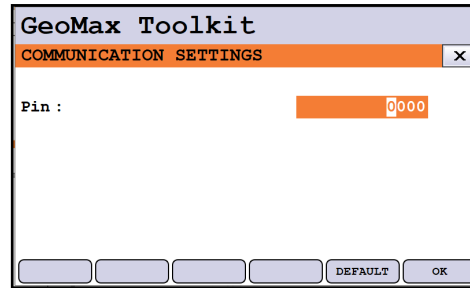 GeoMax Toolkit
COMMUNICATION SETTINGS X
Pin : 0000
DEFAULT OK